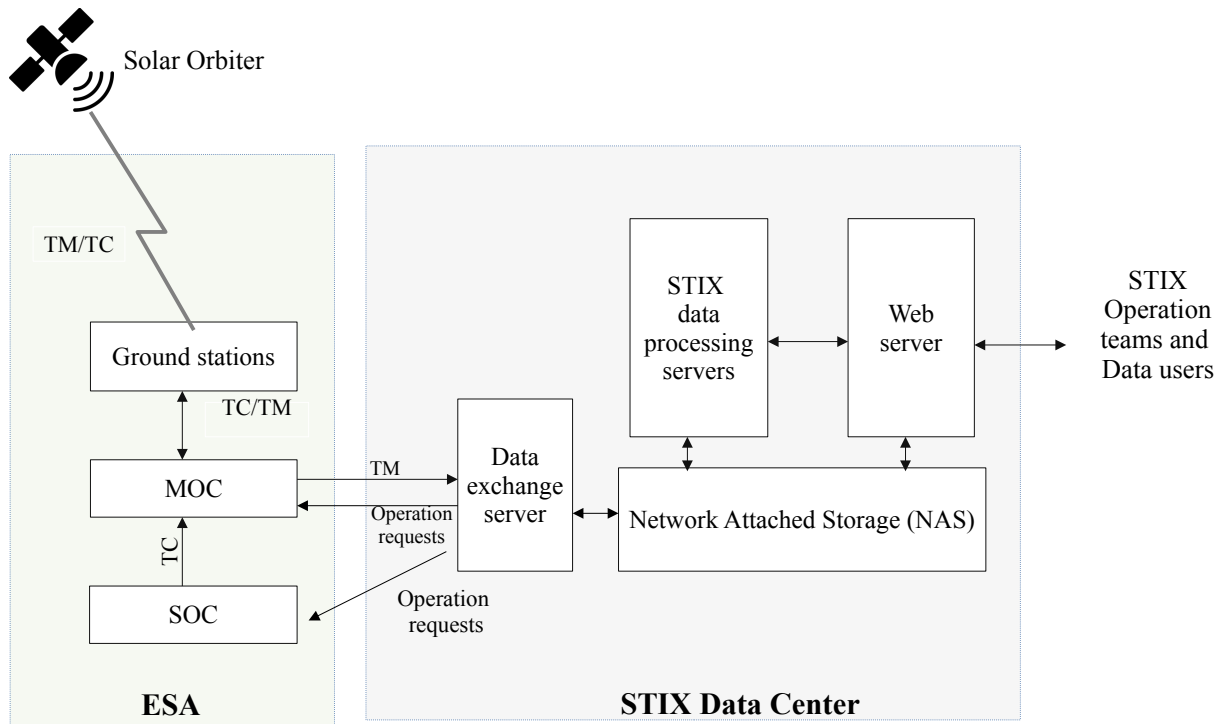 Solar Orbiter
TM/TC
Ground stations
TC/TM
MOC
TC
SOC
ESA
TM
Operation
requests
Operation
requests
Data
exchange
server
STIX
data
processing
servers
Web
server
Network Attached Storage (NAS)
STIX Data Center
STIX
Operation
teams and
Data users